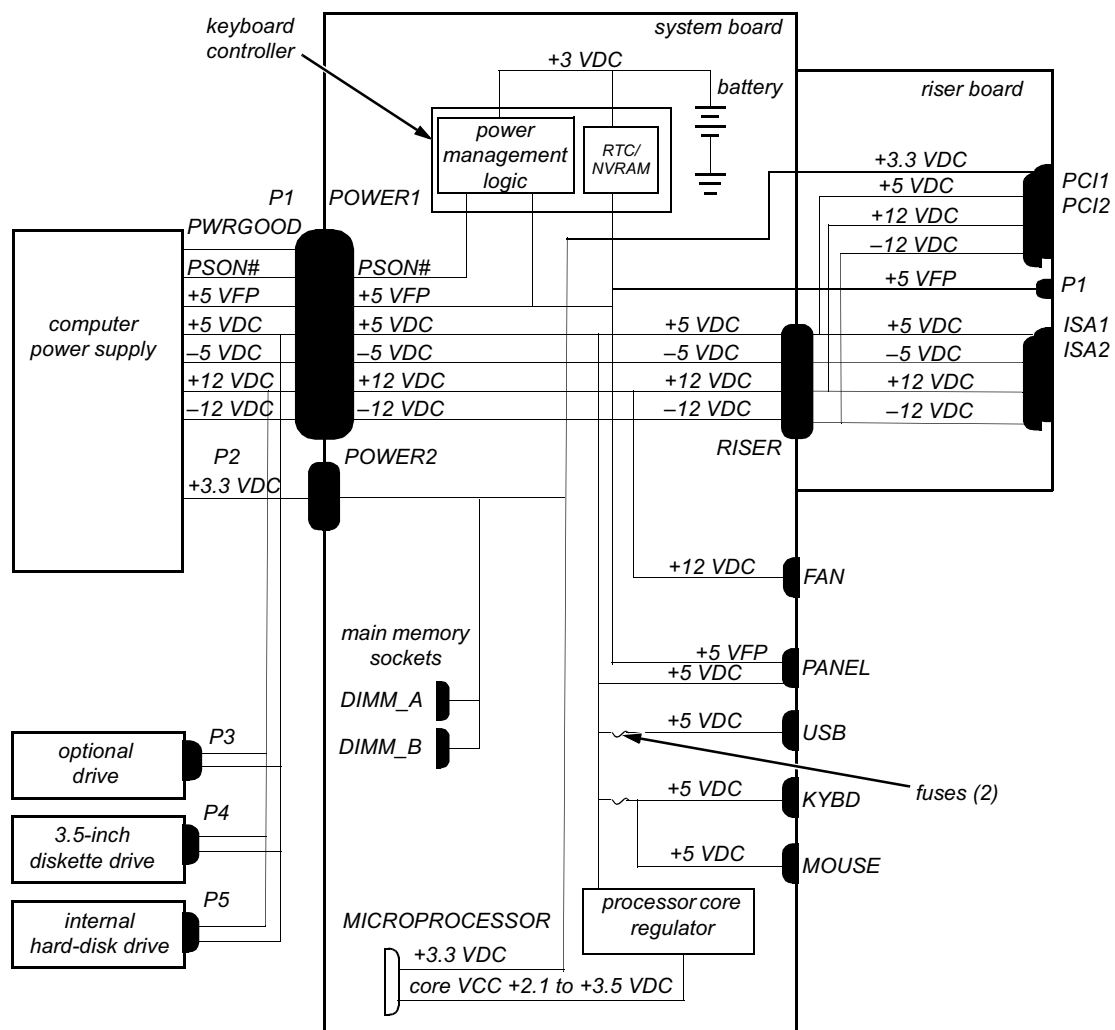 keyboard
controller
system board
+3 VDC
battery
riser board
power
management
logic
RTC/
NVRAM
+3.3 VDC
+5 VDC
+12 VDC
–12 VDC
PCI1
PCI2
P1
POWER1
PWRGOOD
PSON#
PSON#
+5 VFP
+5 VFP
+5 VFP
P1
computer
power supply
+5 VDC
+5 VDC
+5 VDC
+5 VDC
ISA1
ISA2
–5 VDC
–5 VDC
–5 VDC
–5 VDC
+12 VDC
+12 VDC
+12 VDC
+12 VDC
–12 VDC
–12 VDC
–12 VDC
–12 VDC
RISER
P2
POWER2
+3.3 VDC
+12 VDC
FAN
main memory
sockets
DIMM_A
DIMM_B
+5 VFP
+5 VDC
PANEL
+5 VDC
USB
fuses (2)
+5 VDC
KYBD
+5 VDC
MOUSE
P3
optional
drive
P4
3.5-inch
diskette drive
P5
internal
hard-disk drive
processor core
regulator
MICROPROCESSOR
+3.3 VDC
core VCC +2.1 to +3.5 VDC